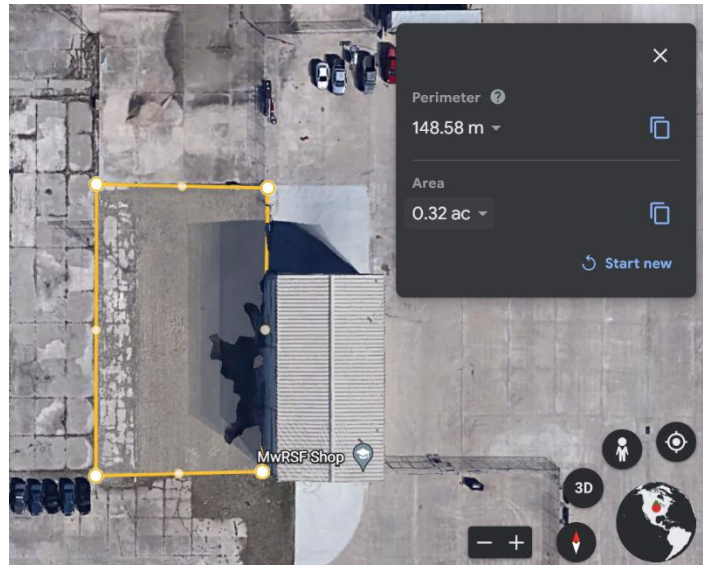 Perimeter
148.58 m
Area
0.32 ac
Start new
MwRSF Shop
3D